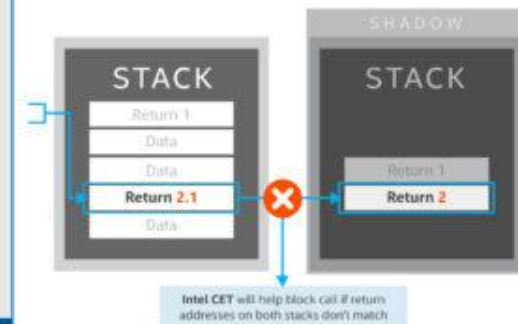 SHADOW
STACK
Return 1
Data
Data
Return 2.1
Data
STACK
Return 1
Return 2
Intel CET will help block call if return
addresses on both stacks don't match